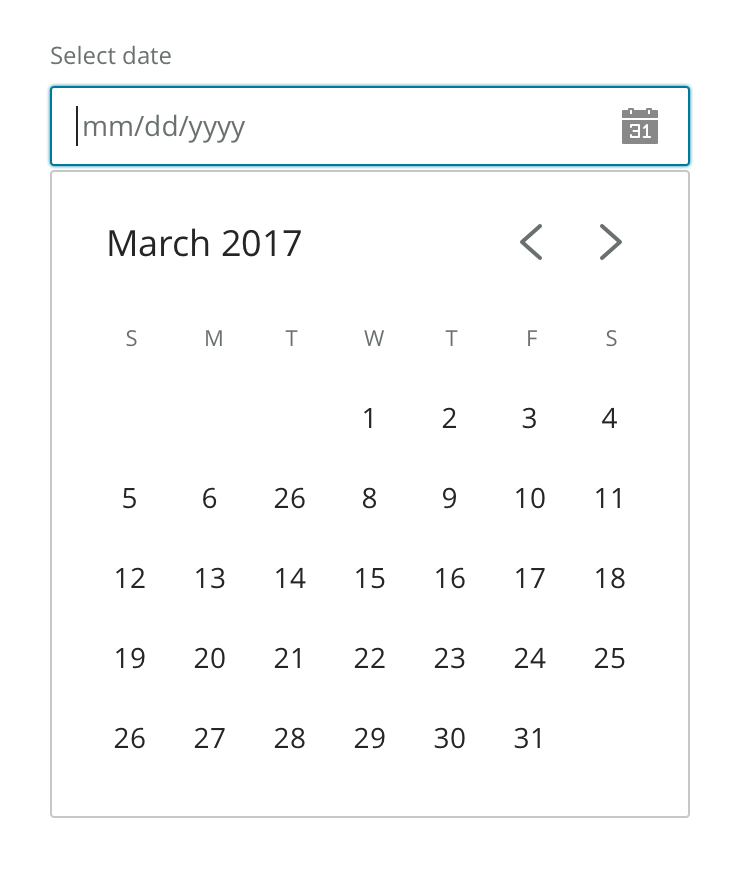 Select date
mm/dd/yyyy 31
March 2017
S M T W T F S
1 2 3 4
5 6 26 8 9 10 11
12 13 14 15 16 17 18
19 20 21 22 23 24 25
26 27 28 29 30 31